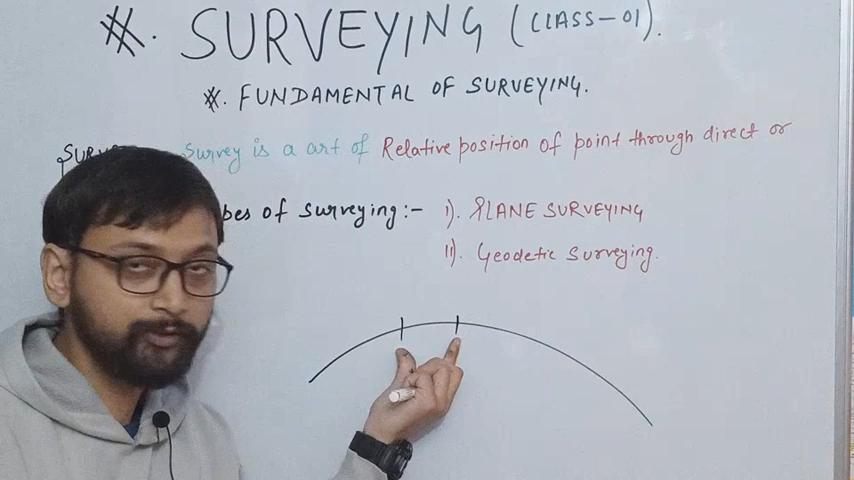 ※. SURVEYING (CLASS-01).
※. FUNDAMENTAL OF SURVEYING.
Survey is a art of Relative position of point through direct or
of Surveying:- I). PLANE SURVEYING
II). Geodetic Surveying.